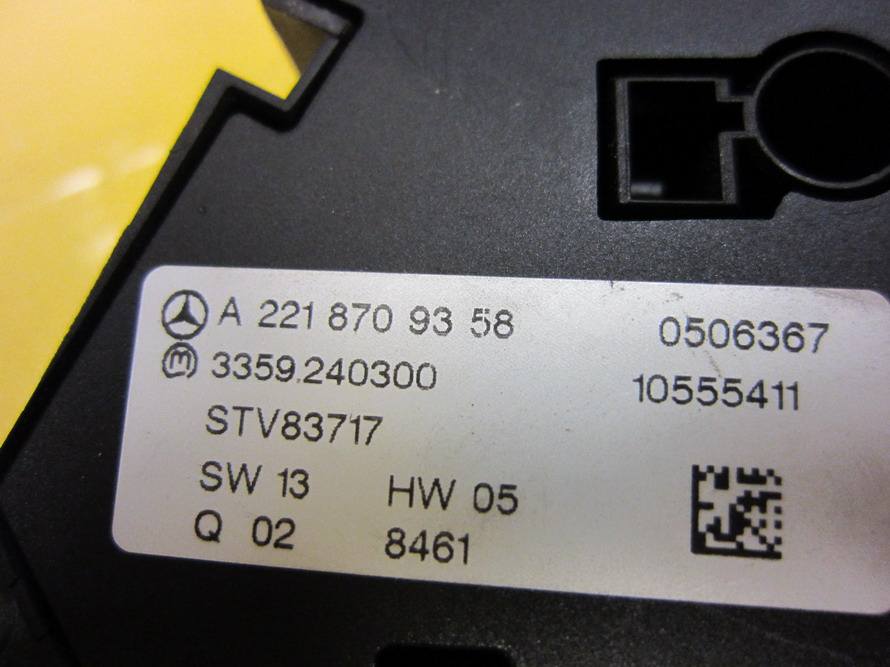 A 221 870 93 58 0506367
M 3359.240300 10555411
STV83717
SW 13 HW 05
Q 02 8461